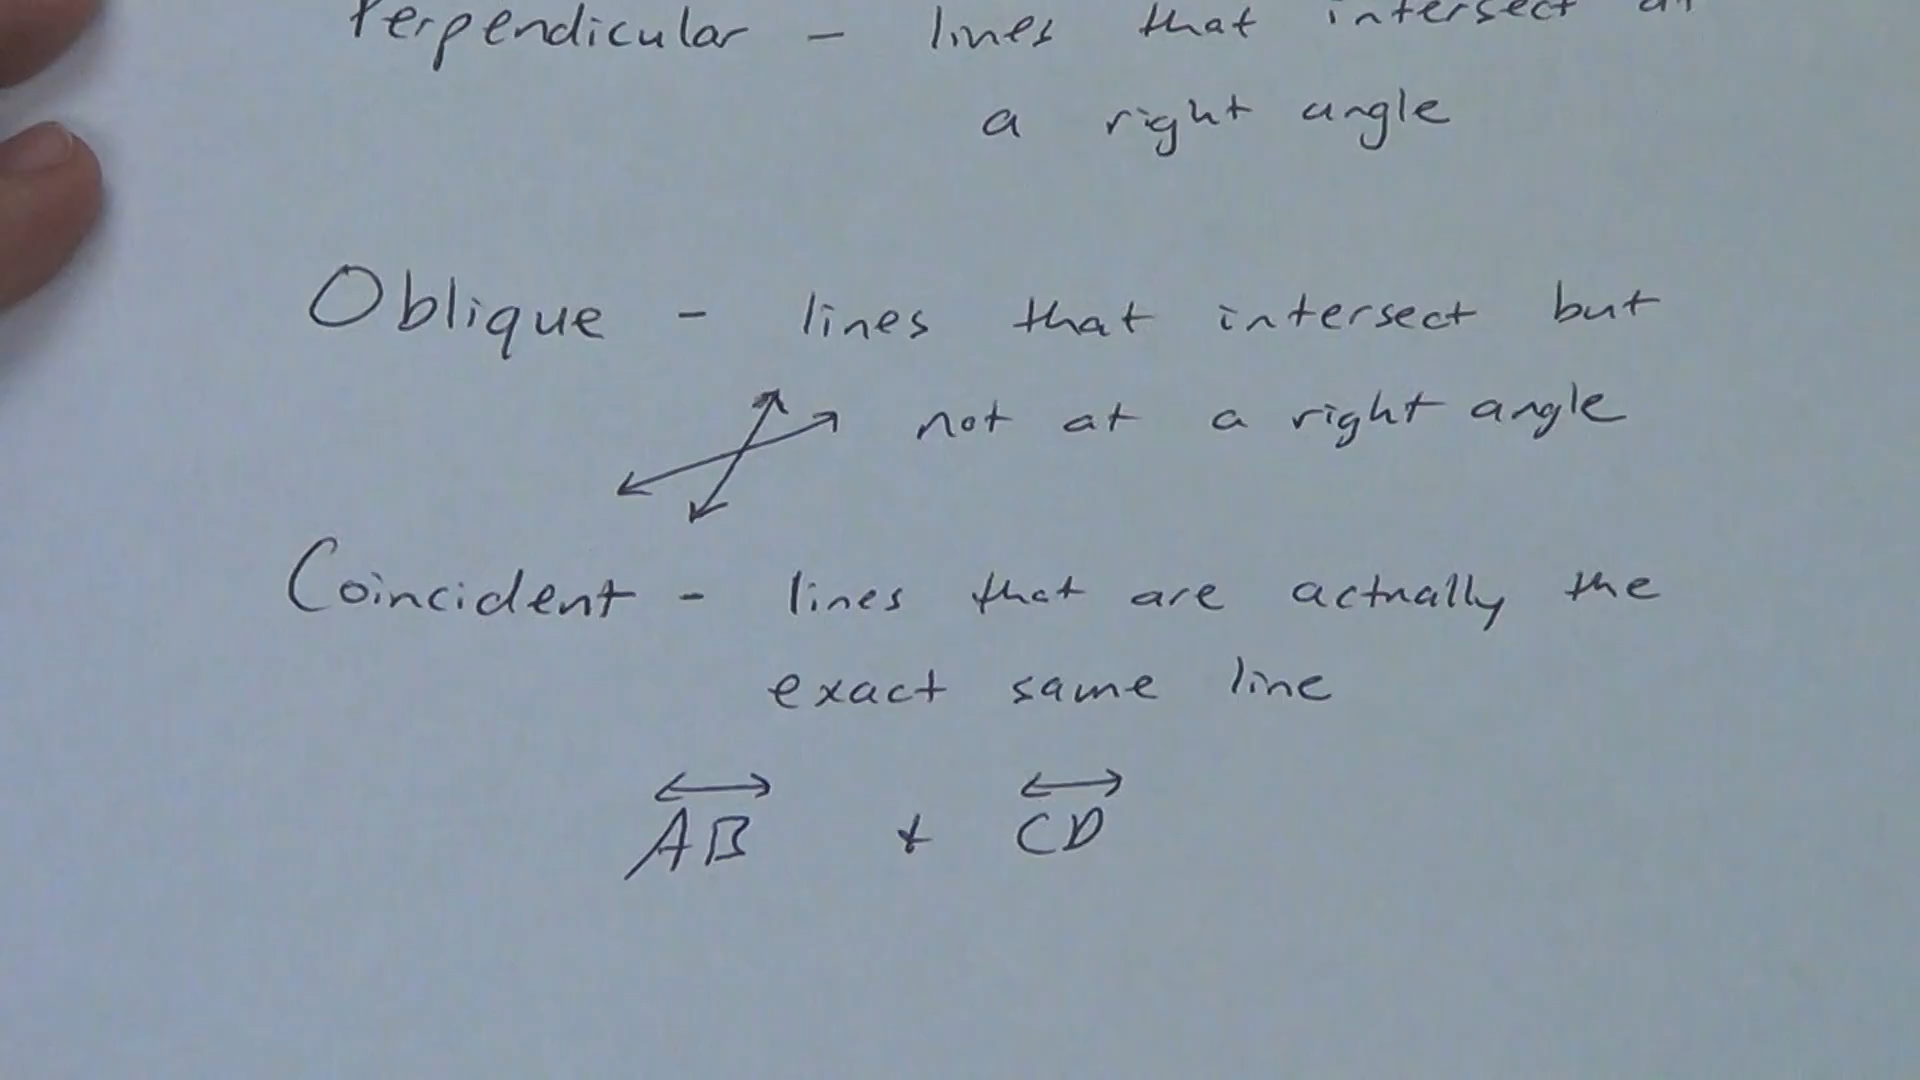 Perpendicular - lines that intersect at
a right angle
Oblique - lines that intersect but
not at a right angle
Coincident - lines that are actually the
exact same line
AB + CD